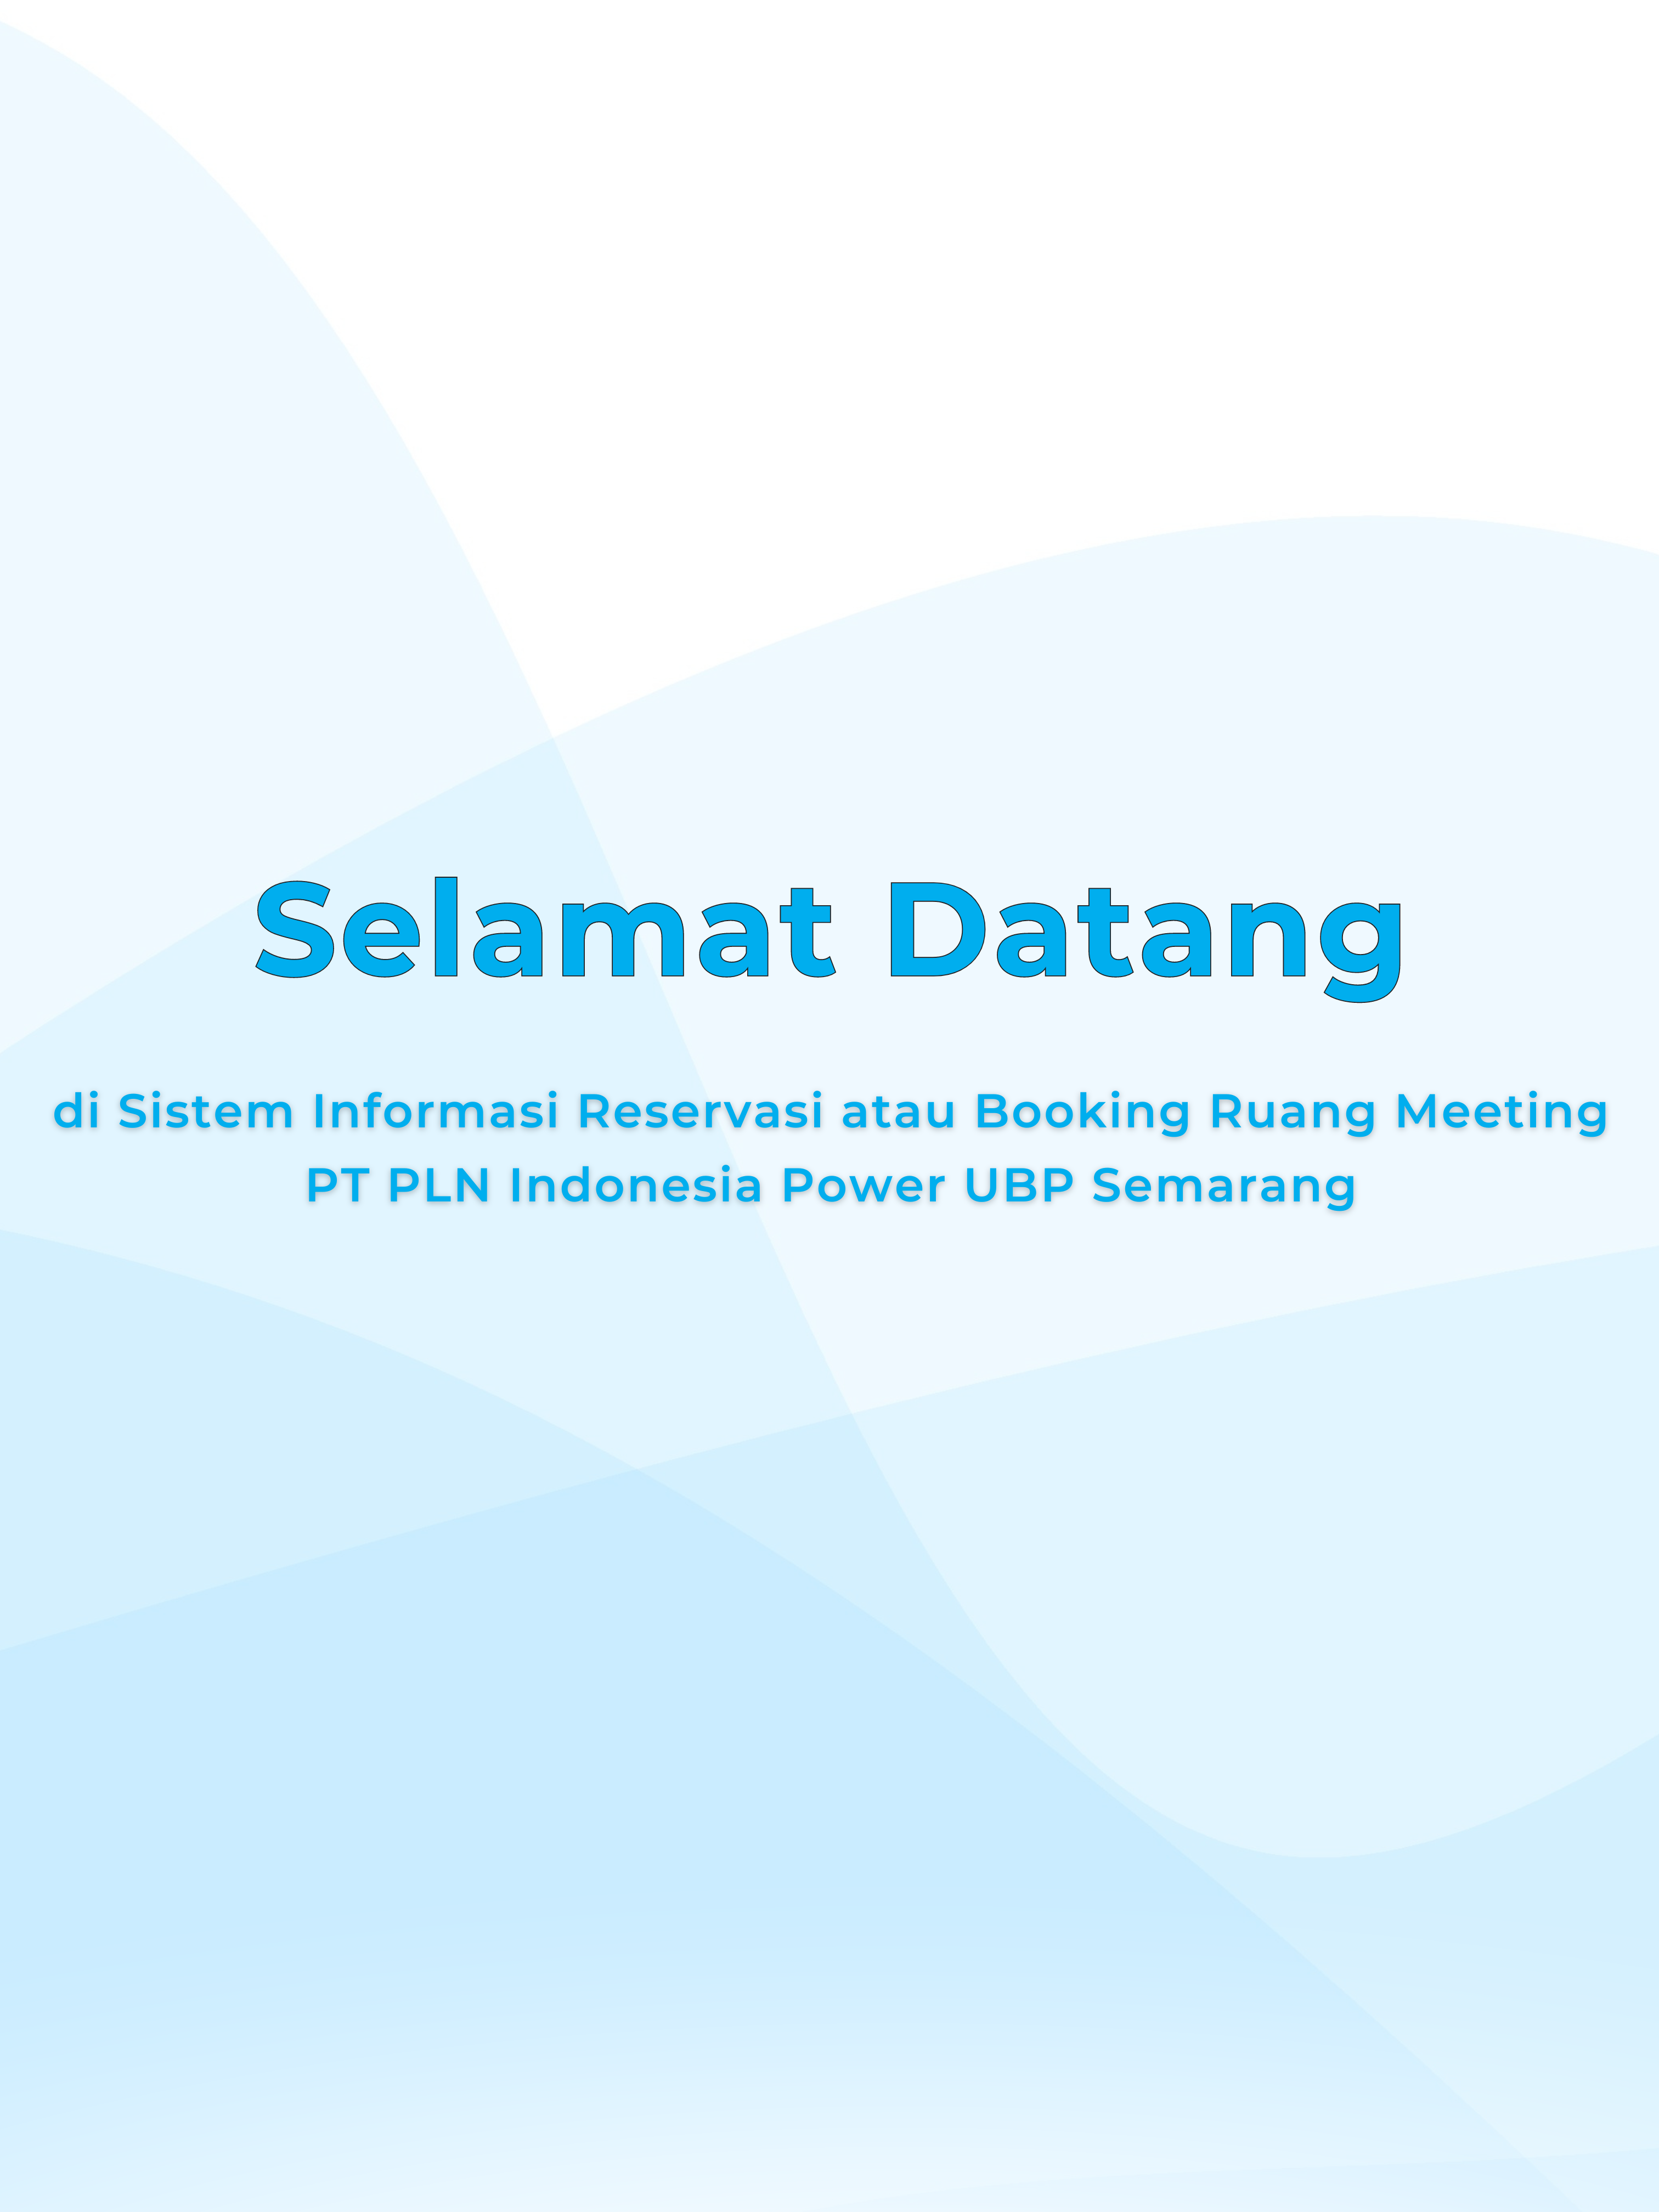 Selamat Datang
di Sistem Informasi Reservasi atau Booking Ruang Meeting
PT PLN Indonesia Power UBP Semarang